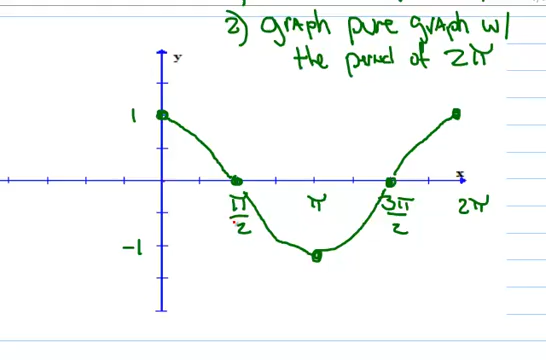 2) GRAPH pure graph w/
the period of 2π
y
1
x
π/2
π
3π/2
2π
-1